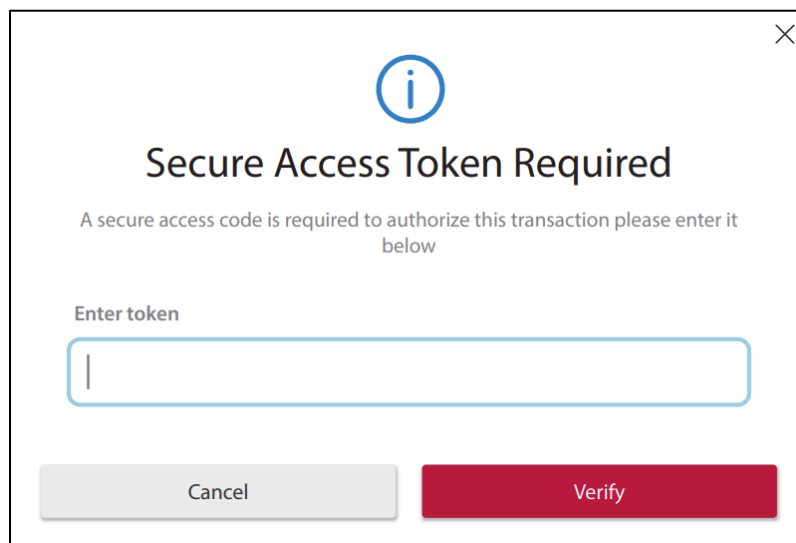 Secure Access Token Required
A secure access code is required to authorize this transaction please enter it
below
Enter token
Cancel
Verify